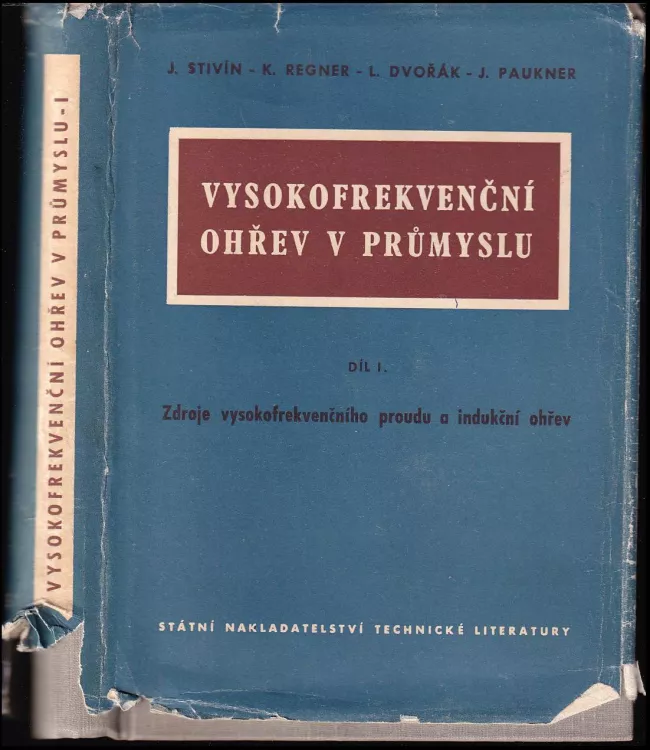 J. STIVÍN - K. REGNER - L. DVOŘÁK - J. PAUKNER
VYSOKOFREKVENČNÍ
OHŘEV V PRŮMYSLU
DÍL I.
Zdroje vysokofrekvenčního proudu a indukční ohřev
STÁTNÍ NAKLADATELSTVÍ TECHNICKÉ LITERATURY
VYSOKOFREKVENČNÍ OHŘEV V PRŮMYSLU - I